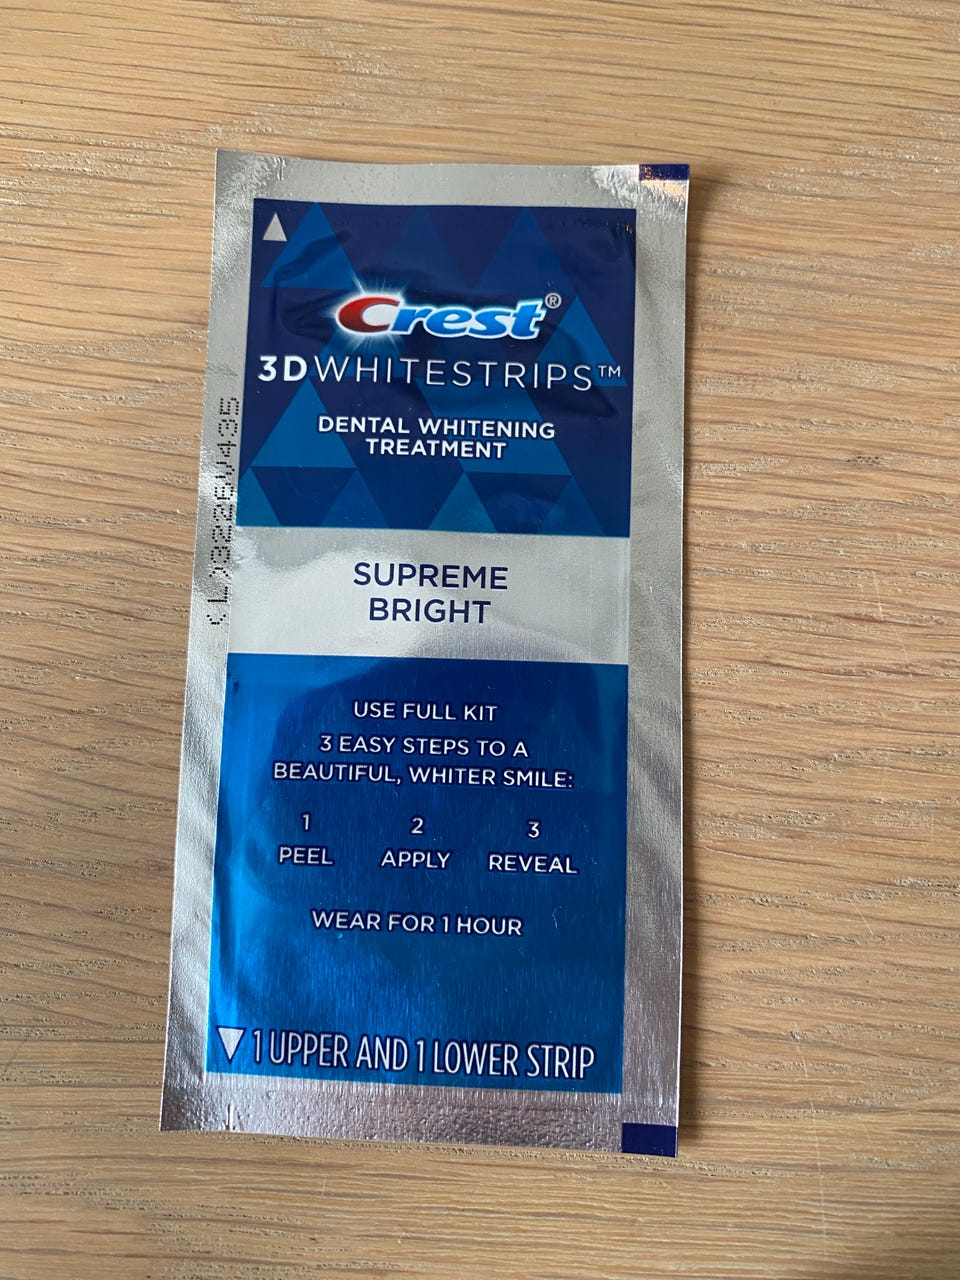 Crest®
3DWHITESTRIPS™
DENTAL WHITENING
TREATMENT
SUPREME
BRIGHT
USE FULL KIT
3 EASY STEPS TO A
BEAUTIFUL, WHITER SMILE:
1 2 3
PEEL APPLY REVEAL
WEAR FOR 1 HOUR
1 UPPER AND 1 LOWER STRIP